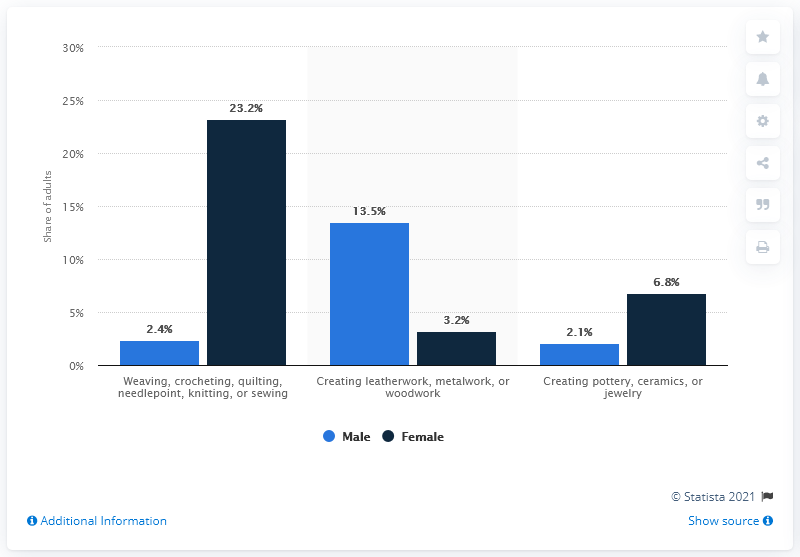 30%
25%
20%
15%
10%
5%
0%
Share of adults
2.4%
23.2%
13.5%
3.2%
2.1%
6.8%
Weaving, crocheting, quilting,
needlepoint, knitting, or sewing
Creating leatherwork, metalwork, or
woodwork
Creating pottery, ceramics, or
jewelry
Male Female
© Statista 2021
Additional Information
Show source